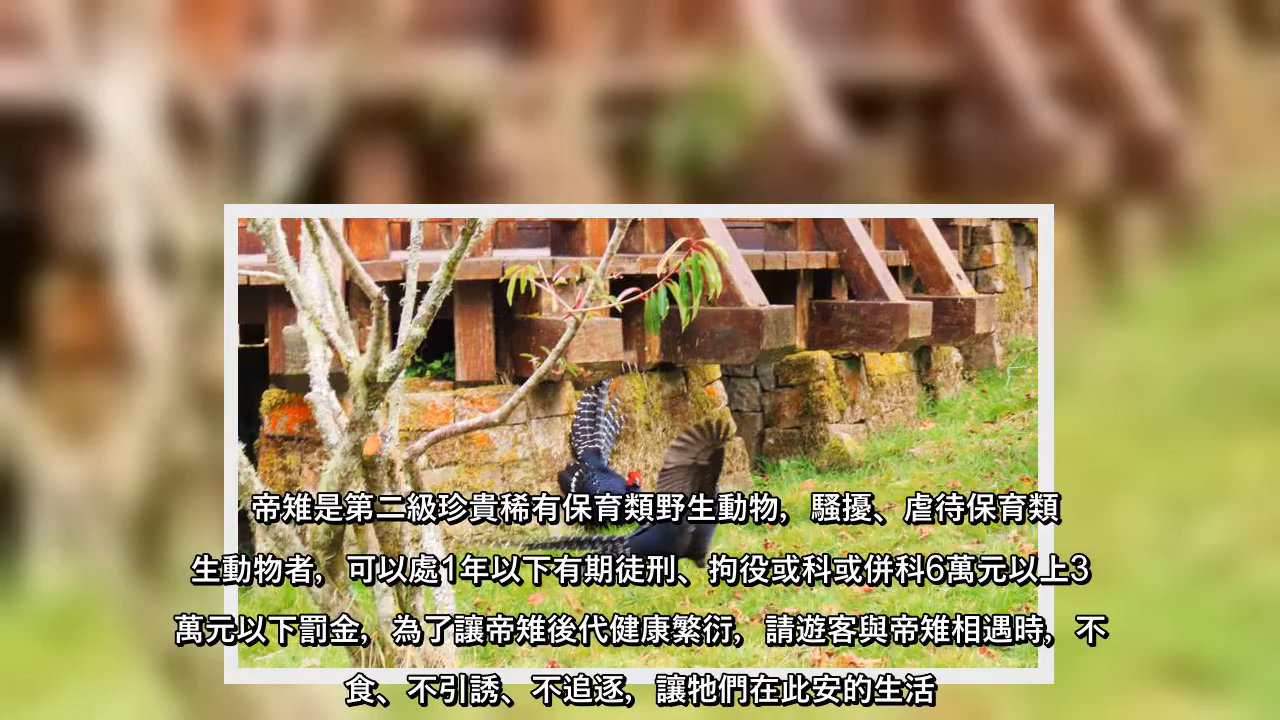 帝雉是第二級珍貴稀有保育類野生動物，騷擾、虐待保育類
生動物者，可以處1年以下有期徒刑、拘役或科或併科6萬元以上3
萬元以下罰金，為了讓帝雉後代健康繁衍，請遊客與帝雉相遇時，不
食、不引誘、不追逐，讓牠們在此安的生活